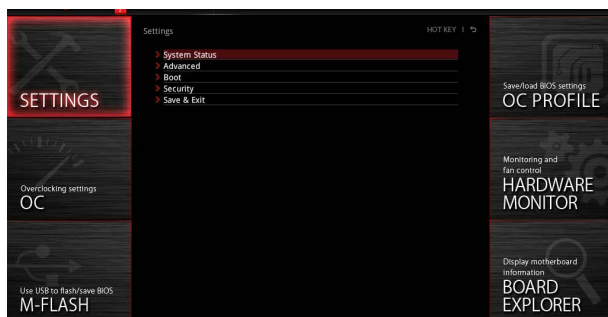 Settings
HOT KEY
System Status
Advanced
Boot
Security
Save & Exit
SETTINGS
Overclocking settings
OC
Use USB to flash/save BIOS
M-FLASH
Save/load BIOS settings
OC PROFILE
Monitoring and
fan control
HARDWARE
MONITOR
Display motherboard
information
BOARD
EXPLORER